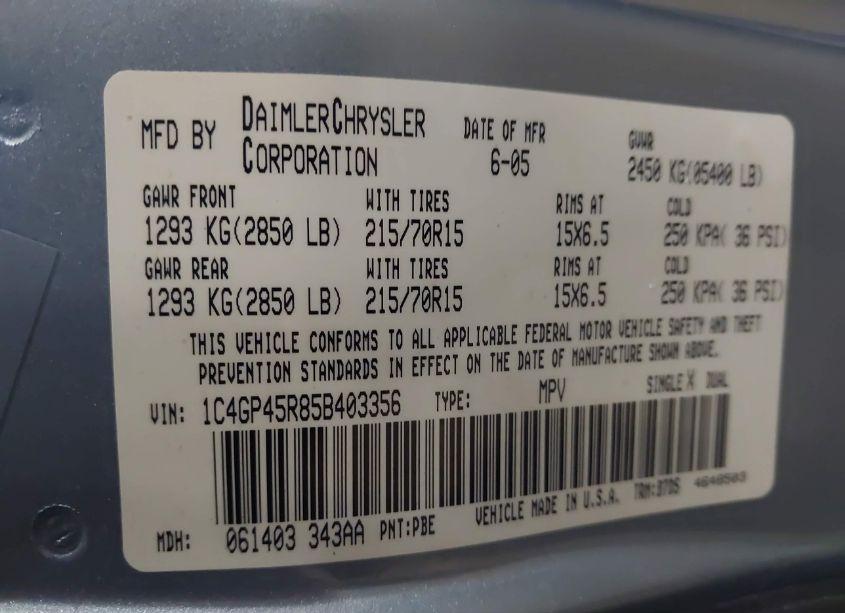 MFD BY DAIMLERCHRYSLER CORPORATION DATE OF MFR 6-05 GVWR 2450 KG(05400 LB)
GAWR FRONT WITH TIRES RIMS AT COLD
1293 KG(2850 LB) 215/70R15 15X6.5 250 KPA( 36 PSI)
GAWR REAR WITH TIRES RIMS AT COLD
1293 KG(2850 LB) 215/70R15 15X6.5 250 KPA( 36 PSI)
THIS VEHICLE CONFORMS TO ALL APPLICABLE FEDERAL MOTOR VEHICLE SAFETY AND THEFT
PREVENTION STANDARDS IN EFFECT ON THE DATE OF MANUFACTURE SHOWN ABOVE.
VIN: 1C4GP45R85B403356 TYPE: MPV SINGLE X DUAL
MDH: 061403 343AA PNT:PBE VEHICLE MADE IN U.S.A. TRM:B7D5 4648503